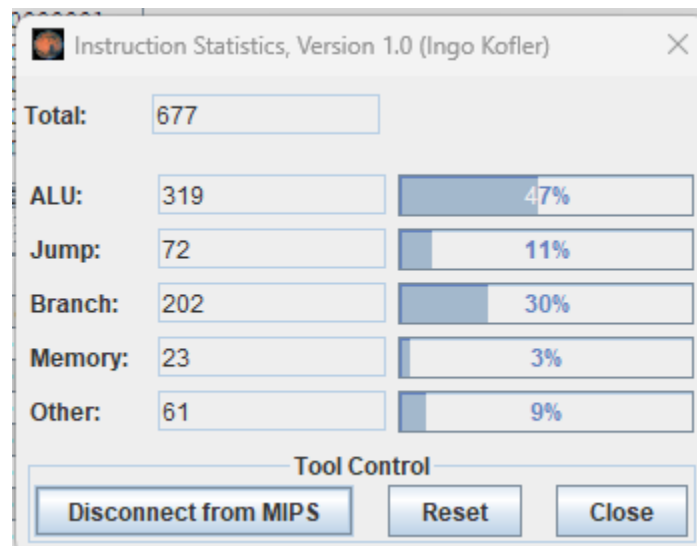 Instruction Statistics, Version 1.0 (Ingo Kofler)
Total: 677
ALU: 319 47%
Jump: 72 11%
Branch: 202 30%
Memory: 23 3%
Other: 61 9%
Tool Control
Disconnect from MIPS Reset Close